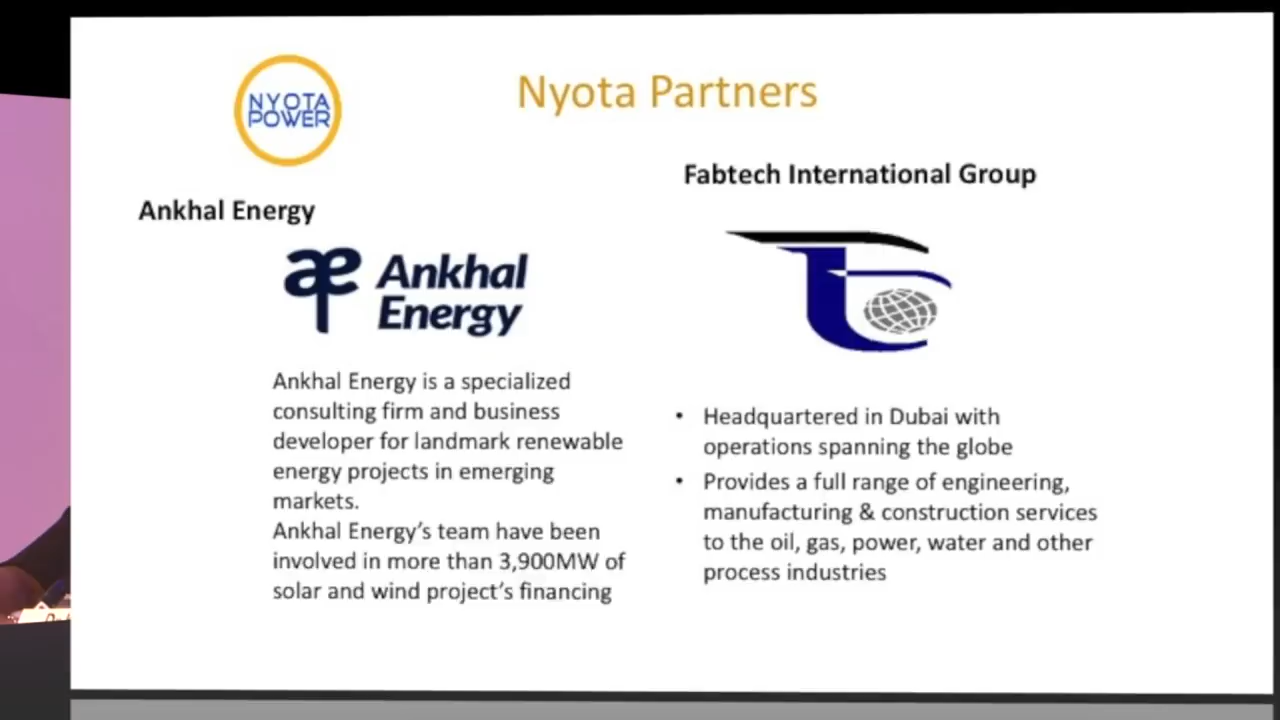 NYOTA
POWER
Nyota Partners
Ankhal Energy
Ankhal
Energy
Ankhal Energy is a specialized
consulting firm and business
developer for landmark renewable
energy projects in emerging
markets.
Ankhal Energy’s team have been
involved in more than 3,900MW of
solar and wind project’s financing
Fabtech International Group
• Headquartered in Dubai with
operations spanning the globe
• Provides a full range of engineering,
manufacturing & construction services
to the oil, gas, power, water and other
process industries